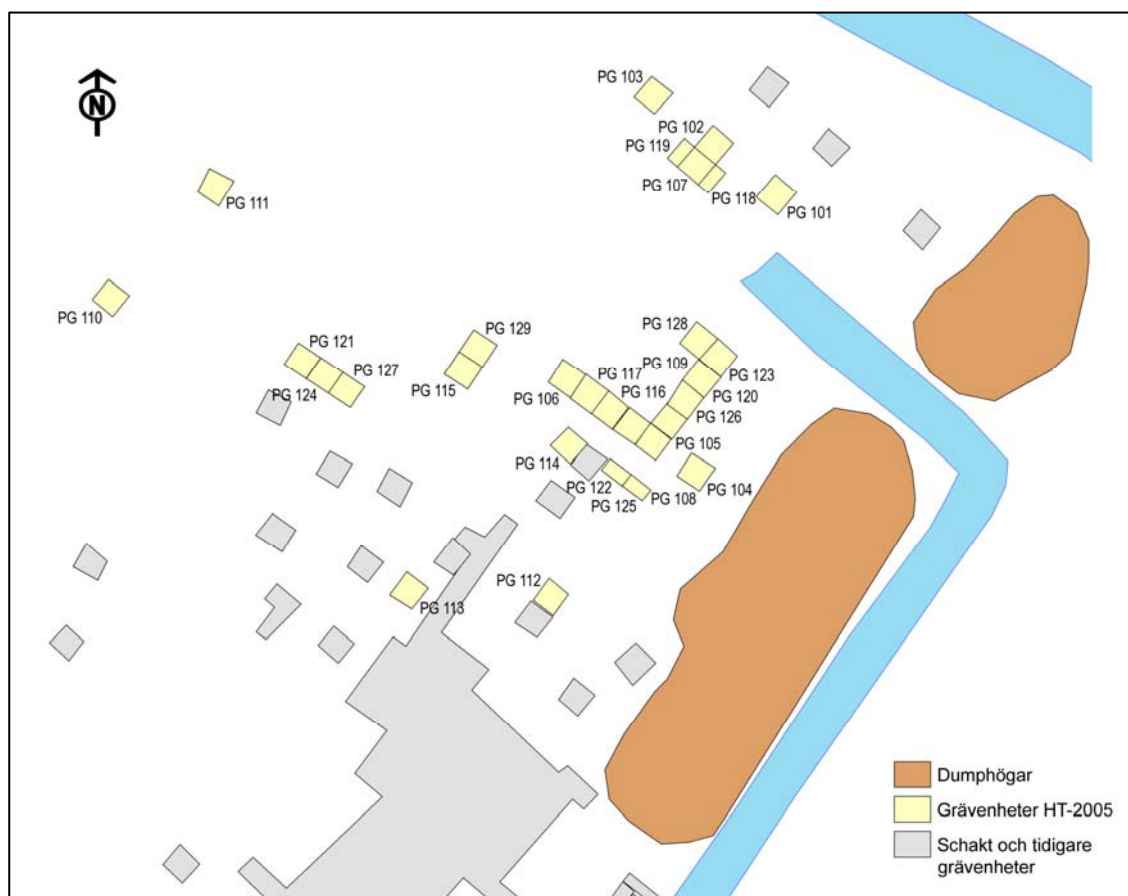 N
PG 103
PG 102
PG 119
PG 107
PG 118
PG 101
PG 111
PG 110
PG 129
PG 128
PG 121
PG 109
PG 117
PG 127
PG 123
PG 115
PG 116
PG 124
PG 106
PG 120
PG 126
PG 105
PG 114
PG 104
PG 122
PG 108
PG 125
PG 112
PG 113
Dumphögar
Grävenheter HT-2005
Schakt och tidigare
grävenheter